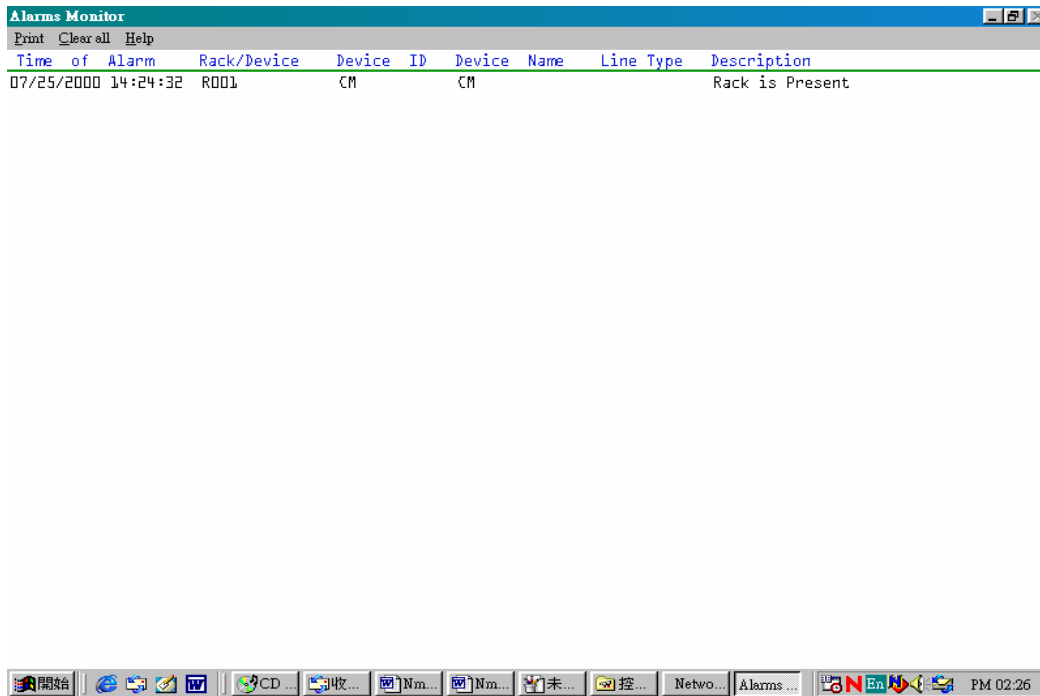 Alarms Monitor
Print Clear all Help
Time of Alarm Rack/Device Device ID Device Name Line Type Description
07/25/2000 14:24:32 R001 CM CM Rack is Present
開始 CD ... 收... Nm... Nm... 未... 控... Netwo... Alarms ... En PM 02:26